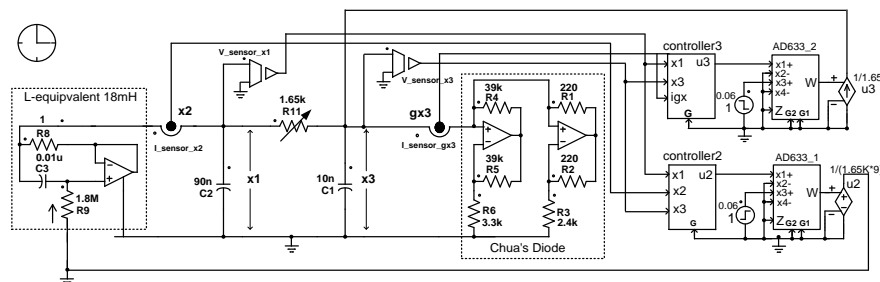 L-equipvalent 18mH
1
R8
0.01u
C3
1.8M
R9
x2
I_sensor_x2
90n
C2
x1
V_sensor_x1
1.65k
R11
10n
C1
x3
V_sensor_x3
gx3
I_sensor_gx3
39k
R4
39k
R5
R6
3.3k
220
R1
220
R2
R3
2.4k
Chua's Diode
controller3
x1
x3
igx
u3
G
0.06
1
AD633_2
x1+
x2-
x3+
x4-
Z
G2
G1
W
1/1.65
u3
controller2
x1
x2
x3
u2
G
0.06
1
AD633_1
x1+
x2-
x3+
x4-
Z
G2
G1
W
1/(1.65K*9)
u2